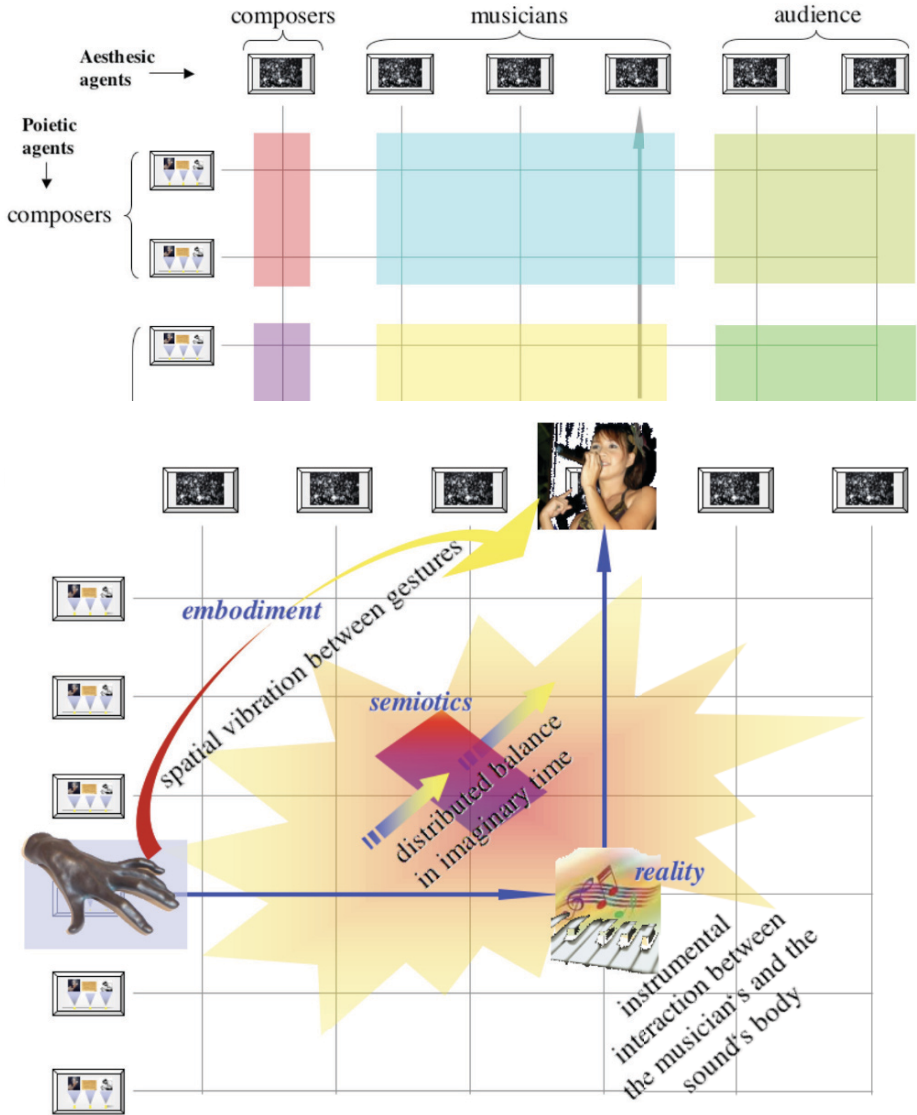 composers
musicians
audience
Aesthesic
agents
Poietic
agents
composers
embodiment
spatial vibration between gestures
semiotics
distributed balance
in imaginary time
reality
instrumental
interaction between
the musician's and the
sound's body